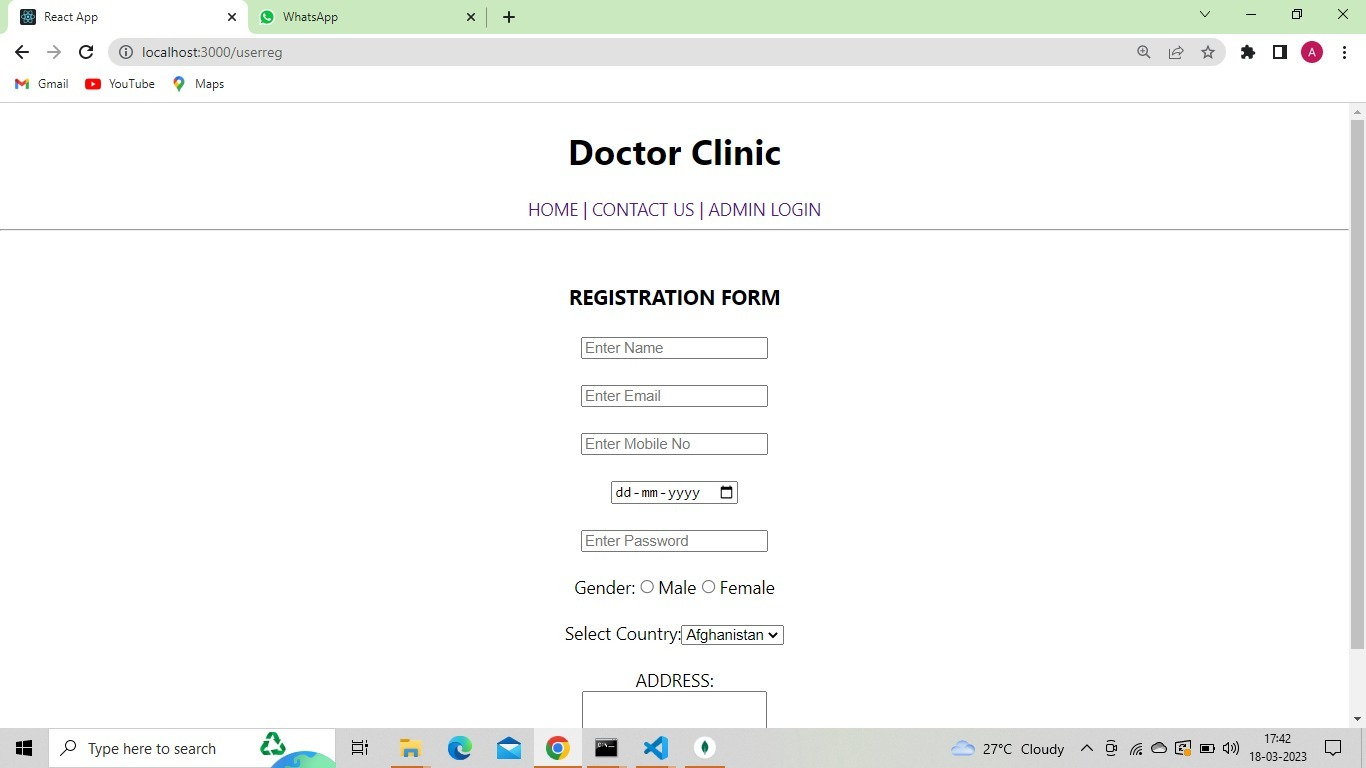 React App
WhatsApp
localhost:3000/userreg
A
Gmail
YouTube
Maps
Doctor Clinic
HOME | CONTACT US | ADMIN LOGIN
REGISTRATION FORM
Enter Name
Enter Email
Enter Mobile No
dd-mm-yyyy
Enter Password
Gender: Male Female
Select Country: Afghanistan
ADDRESS:
Type here to search
27°C Cloudy
17:42
18-03-2023